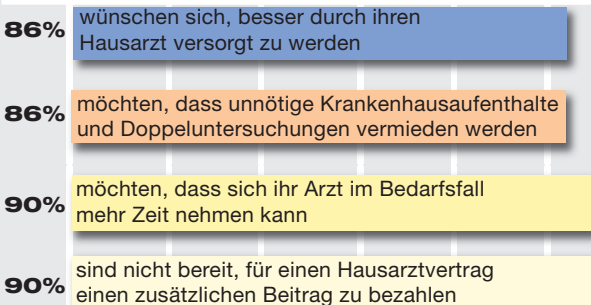 86% wünschen sich, besser durch ihren
Hausarzt versorgt zu werden
86% möchten, dass unnötige Krankenhausaufenthalte
und Doppeluntersuchungen vermieden werden
90% möchten, dass sich ihr Arzt im Bedarfsfall
mehr Zeit nehmen kann
90% sind nicht bereit, für einen Hausarztvertrag
einen zusätzlichen Beitrag zu bezahlen